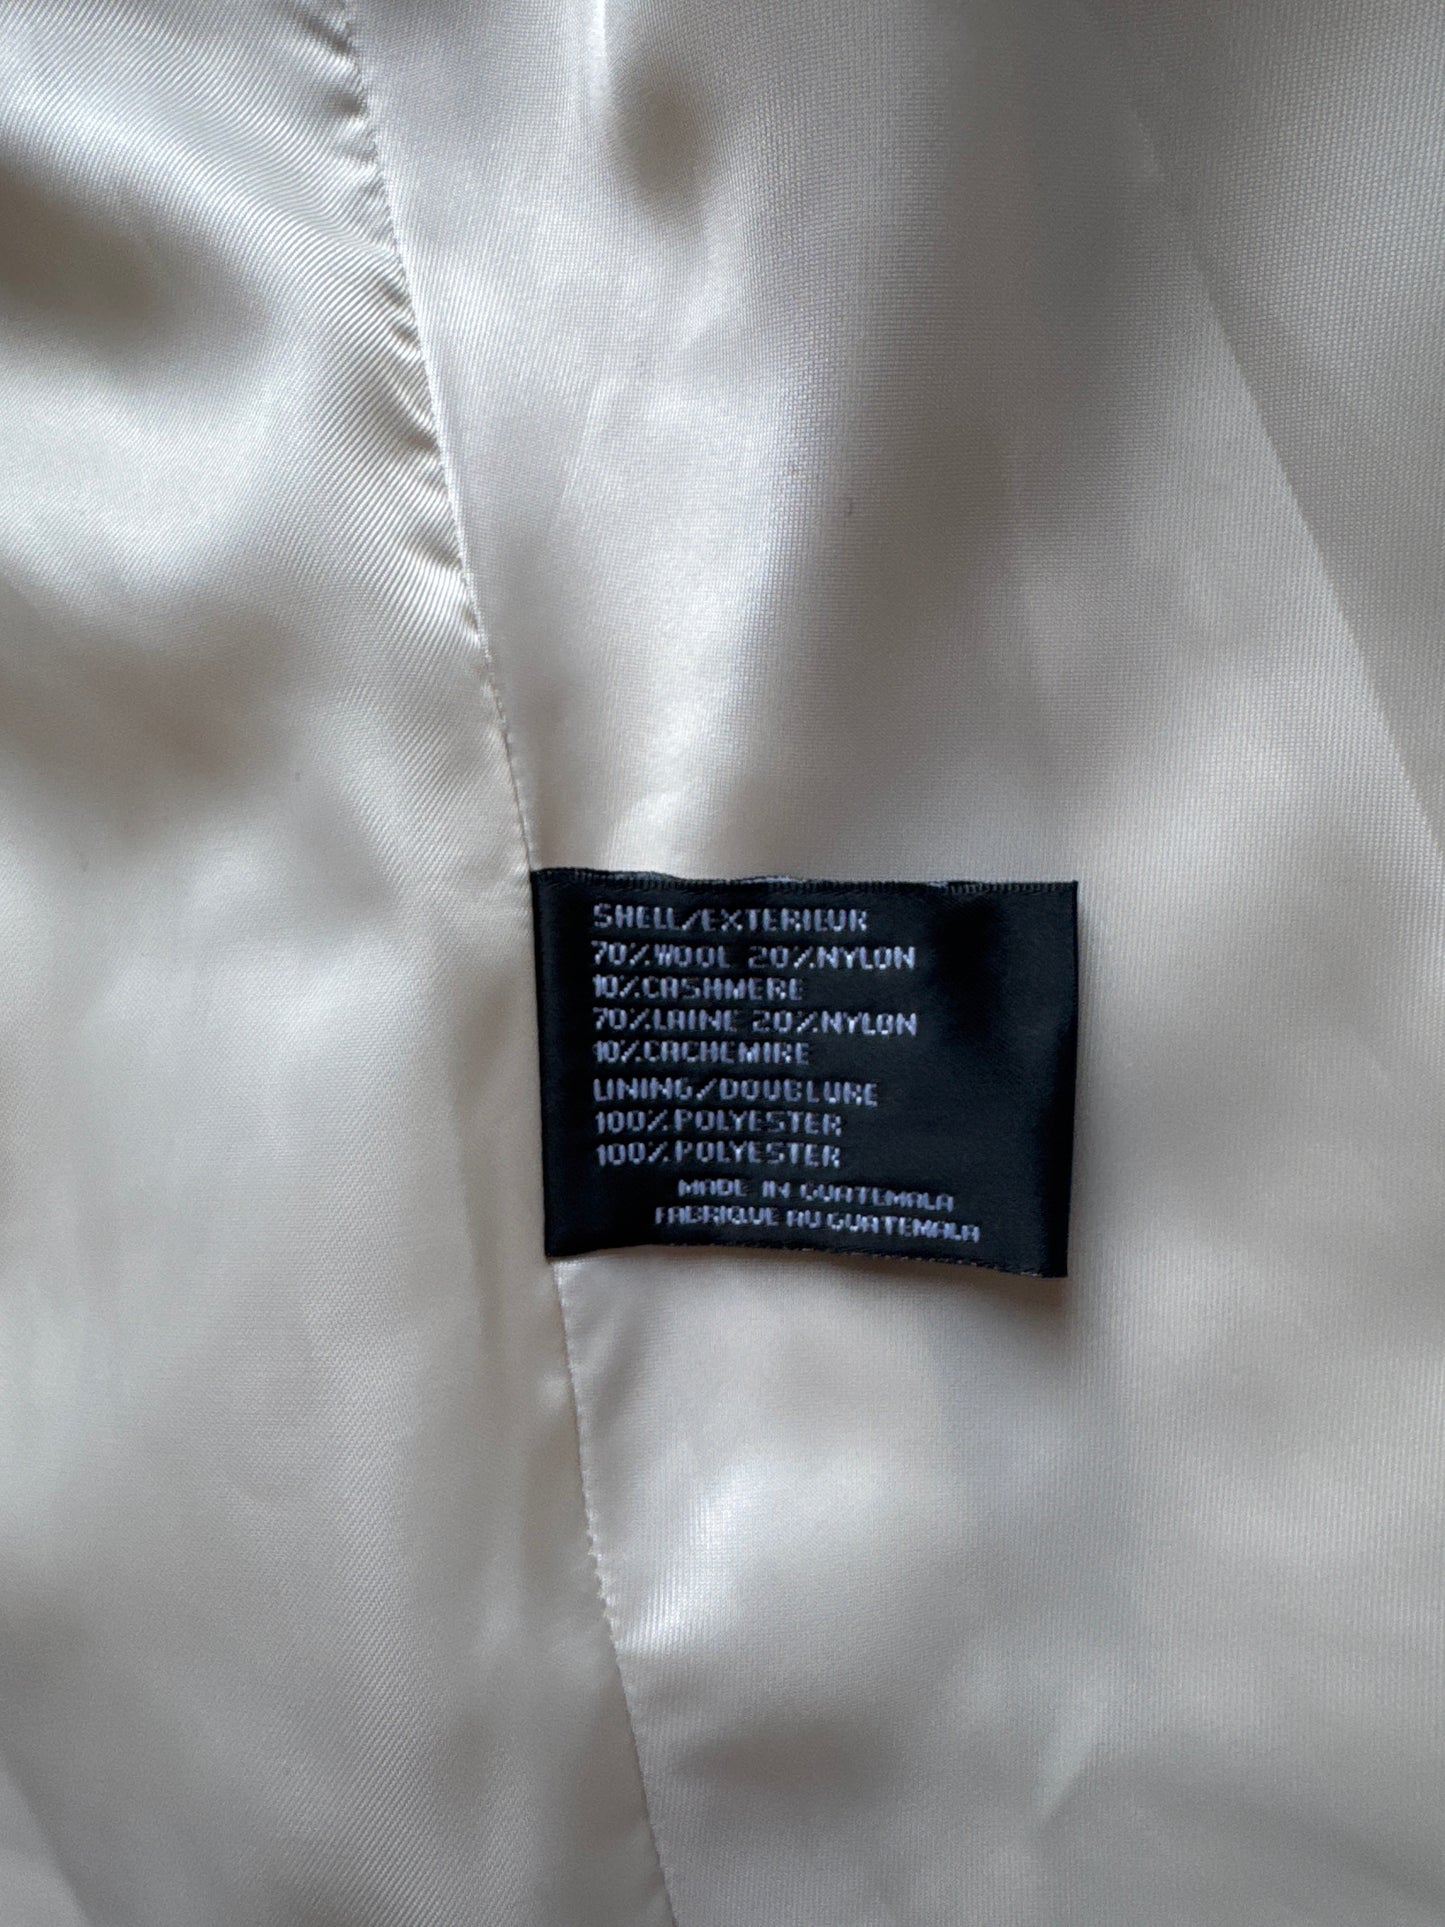 SHELL/EXTERIEUR
70%WOOL 20%NYLON
10%CASHMERE
70%LAINE 20%NYLON
10%CACHEMIRE
LINING/DOUBLURE
100%POLYESTER
100%POLYESTER
MADE IN GUATEMALA
FABRIQUE AU GUATEMALA